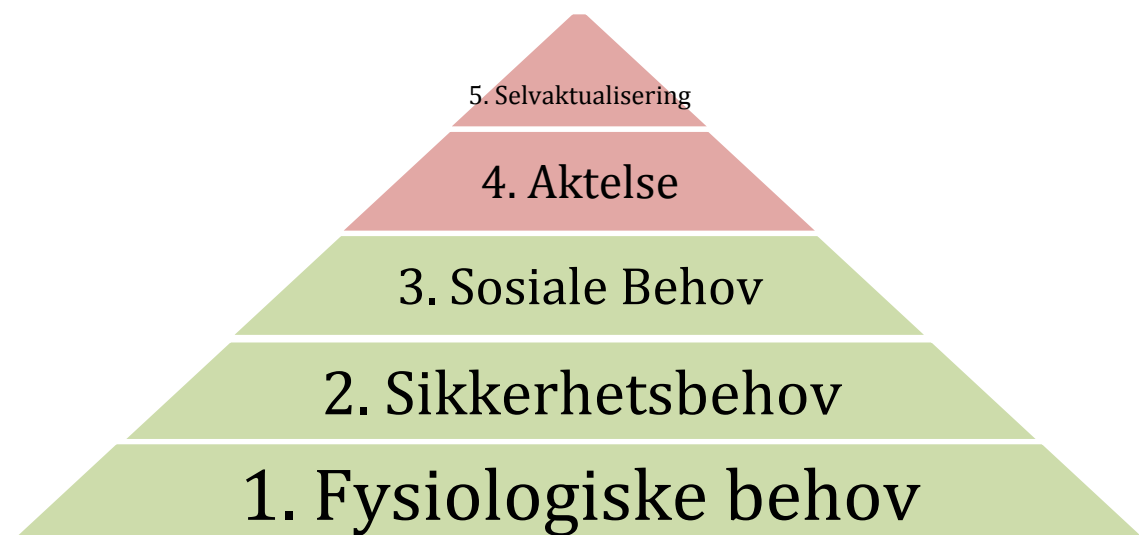 5. Selvaktualisering
4. Aktelse
3. Sosiale Behov
2. Sikkerhetsbehov
1. Fysiologiske behov